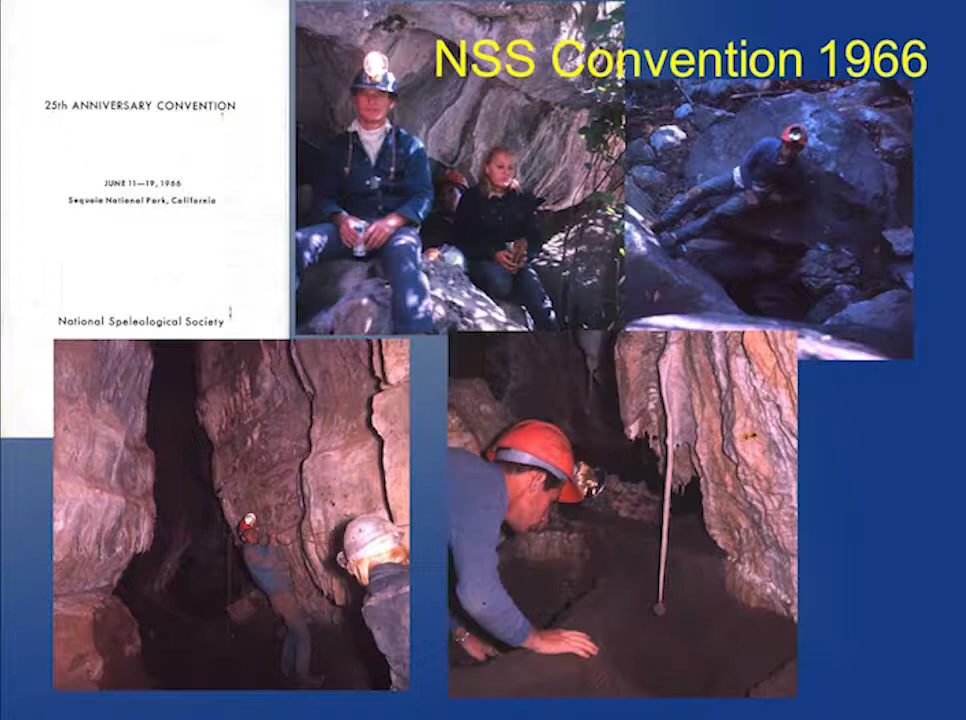 NSS Convention 1966
25th ANNIVERSARY CONVENTION
JUNE 11—19, 1966
Sequoia National Park, California
National Speleological Society